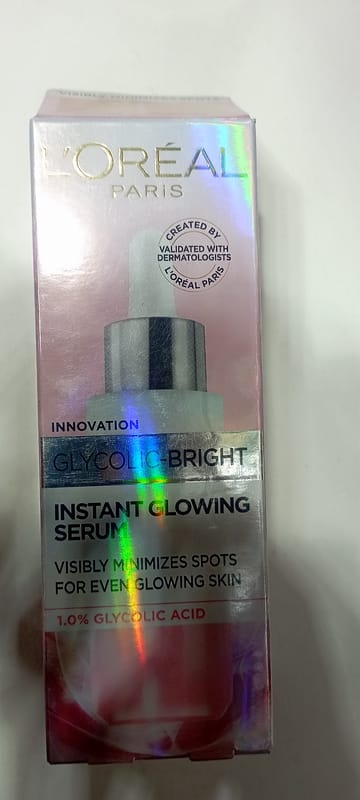 L'ORÉAL
PARIS
CREATED BY
VALIDATED WITH
DERMATOLOGISTS
L'ORÉAL PARIS
INNOVATION
GLYCOLIC-BRIGHT
INSTANT GLOWING
SERUM
VISIBLY MINIMIZES SPOTS
FOR EVEN GLOWING SKIN
1.0% GLYCOLIC ACID